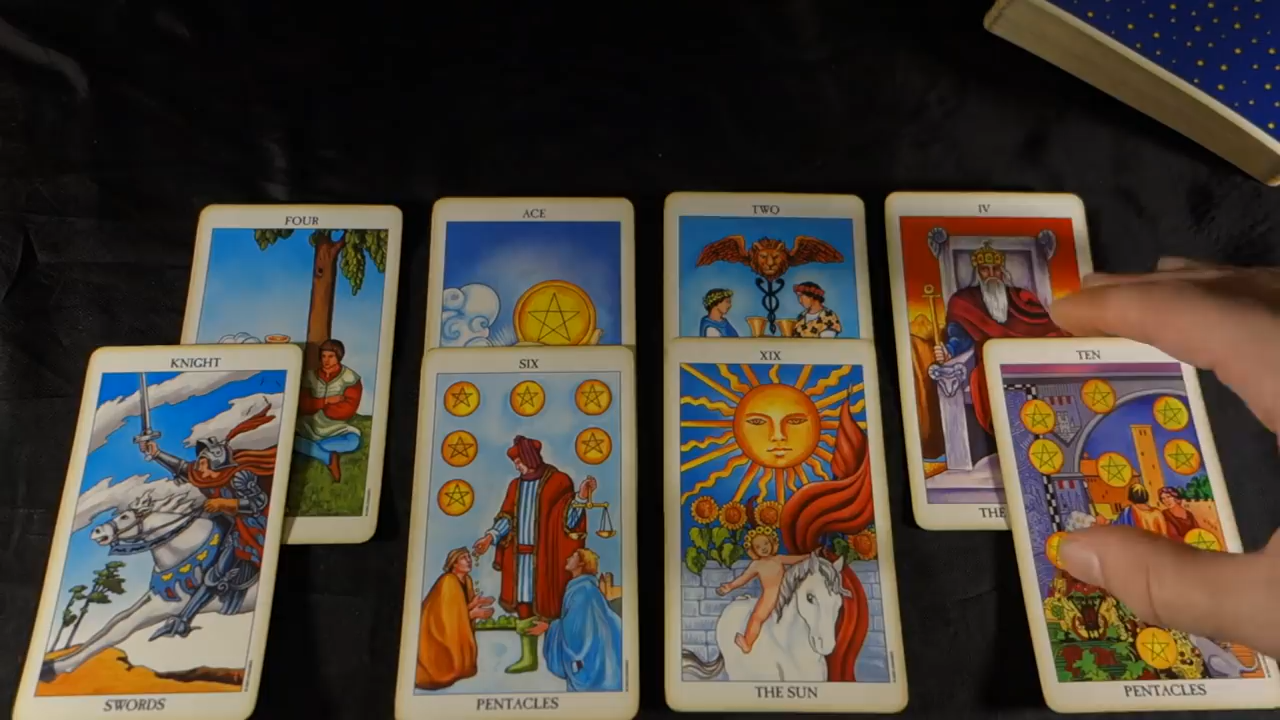 FOUR
ACE
TWO
IV
THE
KNIGHT
SIX
XIX
TEN
SWORDS
PENTACLES
THE SUN
PENTACLES